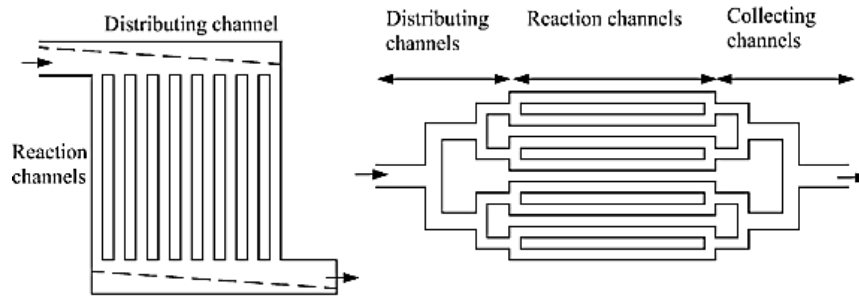 Distributing channel
Reaction
channels
Distributing
channels
Reaction channels
Collecting
channels